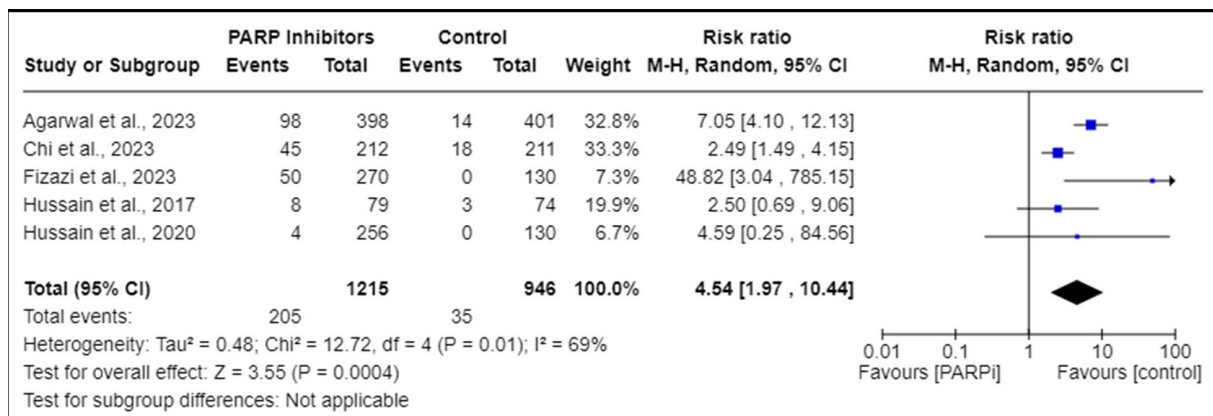 PARP Inhibitors Control Risk ratio Risk ratio
Study or Subgroup Events Total Events Total Weight M-H, Random, 95% CI M-H, Random, 95% CI
Agarwal et al., 2023 98 398 14 401 32.8% 7.05 [4.10 , 12.13]
Chi et al., 2023 45 212 18 211 33.3% 2.49 [1.49 , 4.15]
Fizazi et al., 2023 50 270 0 130 7.3% 48.82 [3.04 , 785.15]
Hussain et al., 2017 8 79 3 74 19.9% 2.50 [0.69 , 9.06]
Hussain et al., 2020 4 256 0 130 6.7% 4.59 [0.25 , 84.56]
Total (95% CI) 1215 946 100.0% 4.54 [1.97 , 10.44]
Total events: 205 35
Heterogeneity: Tau² = 0.48; Chi² = 12.72, df = 4 (P = 0.01); I² = 69%
Test for overall effect: Z = 3.55 (P = 0.0004)
Test for subgroup differences: Not applicable
0.01 0.1 1 10 100
Favours [PARPi] Favours [control]